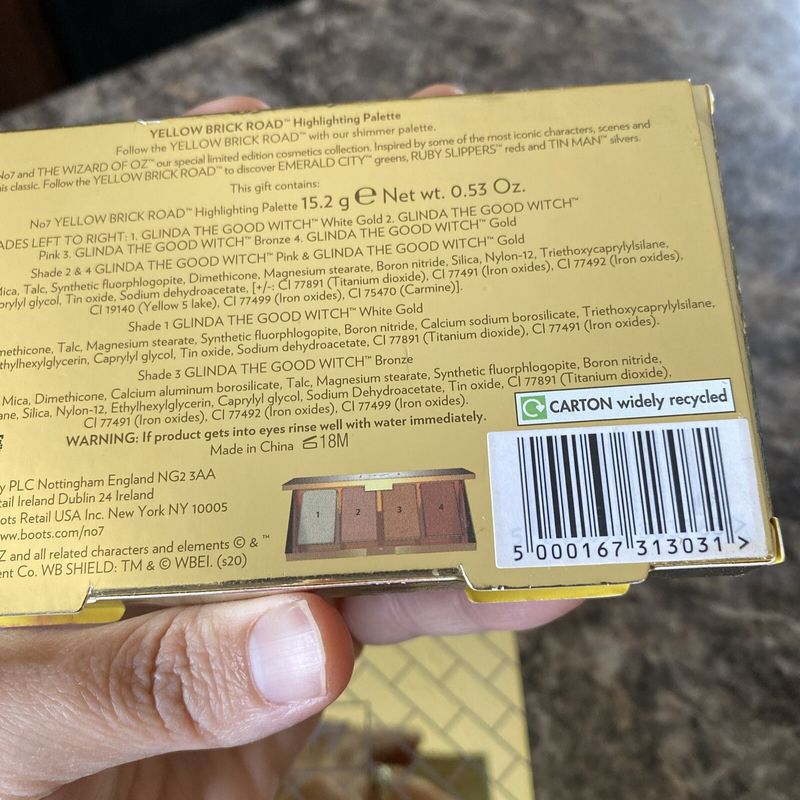 YELLOW BRICK ROAD™ Highlighting Palette
Follow the YELLOW BRICK ROAD™ with our shimmer palette.
No7 and THE WIZARD OF OZ™ our special limited edition cosmetics collection. Inspired by some of the most iconic characters, scenes and
this classic. Follow the YELLOW BRICK ROAD™ to discover EMERALD CITY™ greens, RUBY SLIPPERS™ reds and TIN MAN™ silvers.
This gift contains:
No7 YELLOW BRICK ROAD™ Highlighting Palette 15.2 g ℮ Net wt. 0.53 Oz.
ADES LEFT TO RIGHT: 1. GLINDA THE GOOD WITCH™ White Gold 2. GLINDA THE GOOD WITCH™
Pink 3. GLINDA THE GOOD WITCH™ Bronze 4. GLINDA THE GOOD WITCH™ Gold
Shade 2 & 4 GLINDA THE GOOD WITCH™ Pink & GLINDA THE GOOD WITCH™ Gold
Mica, Talc, Synthetic fluorphlogopite, Dimethicone, Magnesium stearate, Boron nitride, Silica, Nylon-12, Triethoxycaprylylsilane,
prylyl glycol, Tin oxide, Sodium dehydroacetate, [+/-: CI 77891 (Titanium dioxide), CI 77491 (Iron oxides), CI 77492 (Iron oxides),
CI 19140 (Yellow 5 lake), CI 77499 (Iron oxides), CI 75470 (Carmine)].
Shade 1 GLINDA THE GOOD WITCH™ White Gold
methicone, Talc, Magnesium stearate, Synthetic fluorphlogopite, Boron nitride, Calcium sodium borosilicate, Triethoxycaprylylsilane,
thylhexylglycerin, Caprylyl glycol, Tin oxide, Sodium dehydroacetate, CI 77891 (Titanium dioxide), CI 77491 (Iron oxides).
Shade 3 GLINDA THE GOOD WITCH™ Bronze
Mica, Dimethicone, Calcium aluminum borosilicate, Talc, Magnesium stearate, Synthetic fluorphlogopite, Boron nitride,
ane, Silica, Nylon-12, Ethylhexylglycerin, Caprylyl glycol, Sodium Dehydroacetate, Tin oxide, CI 77891 (Titanium dioxide),
CI 77491 (Iron oxides), CI 77492 (Iron oxides), CI 77499 (Iron oxides).
WARNING: If product gets into eyes rinse well with water immediately.
Made in China 18M
CARTON widely recycled
y PLC Nottingham England NG2 3AA
tail Ireland Dublin 24 Ireland
ots Retail USA Inc. New York NY 10005
www.boots.com/no7
Z and all related characters and elements © & ™
ent Co. WB SHIELD: TM & © WBEI. (s20)
1 2 3 4
5 000167 313031 >